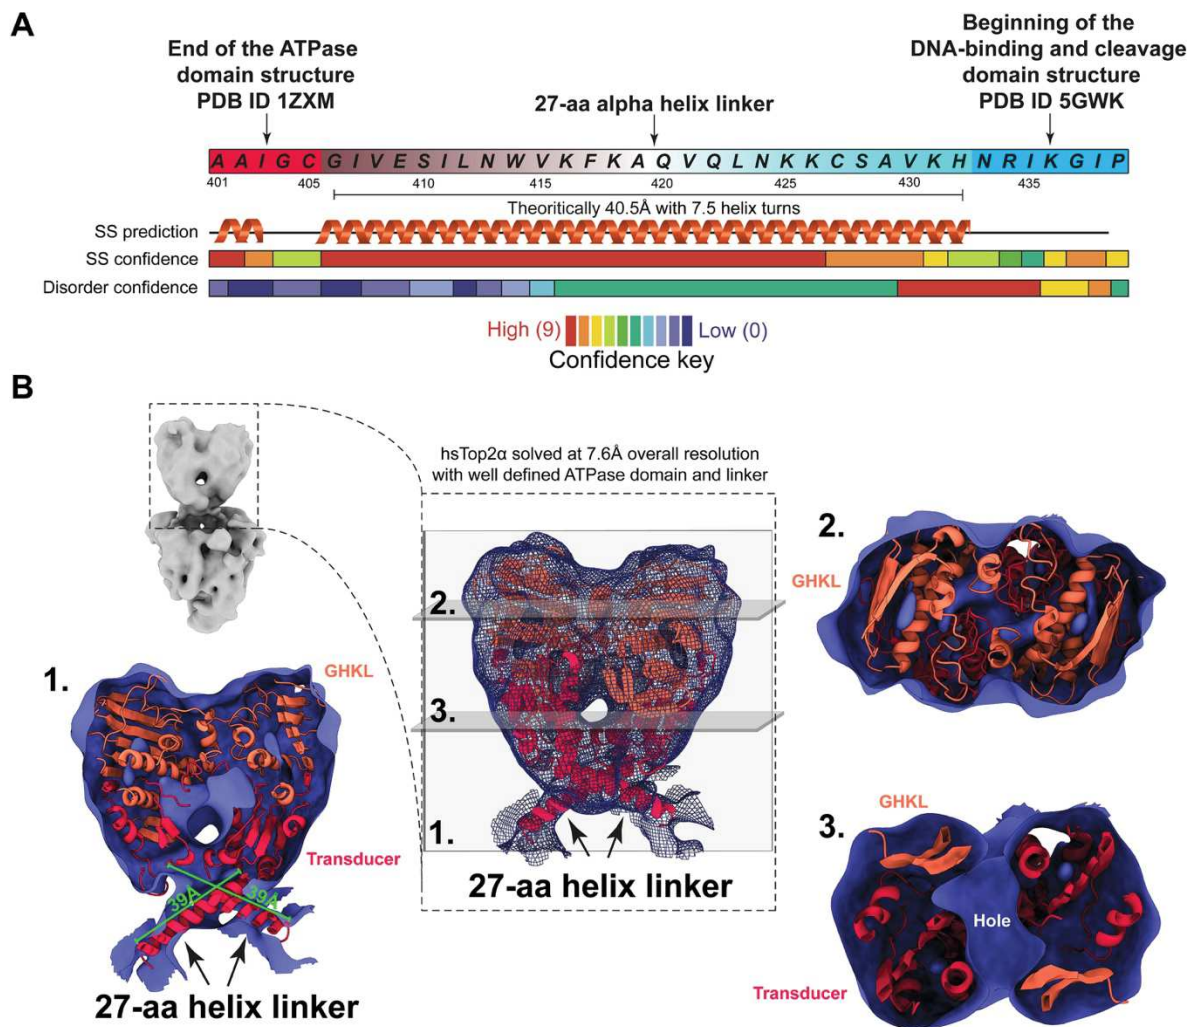 A
End of the ATPase
domain structure
PDB ID 1ZXM
27-aa alpha helix linker
Beginning of the
DNA-binding and cleavage
domain structure
PDB ID 5GWK
A A I G C G I V E S I L N W V K F K A Q V Q L N K K C S A V K H N R I K G I P
401 405 410 415 420 425 430 435
Theoritically 40.5Å with 7.5 helix turns
SS prediction
SS confidence
Disorder confidence
High (9) Low (0)
Confidence key
B
hsTop2α solved at 7.6Å overall resolution
with well defined ATPase domain and linker
1.
GHKL
Transducer
39Å 39Å
27-aa helix linker
2.
3.
1.
27-aa helix linker
2.
GHKL
3.
GHKL
Hole
Transducer